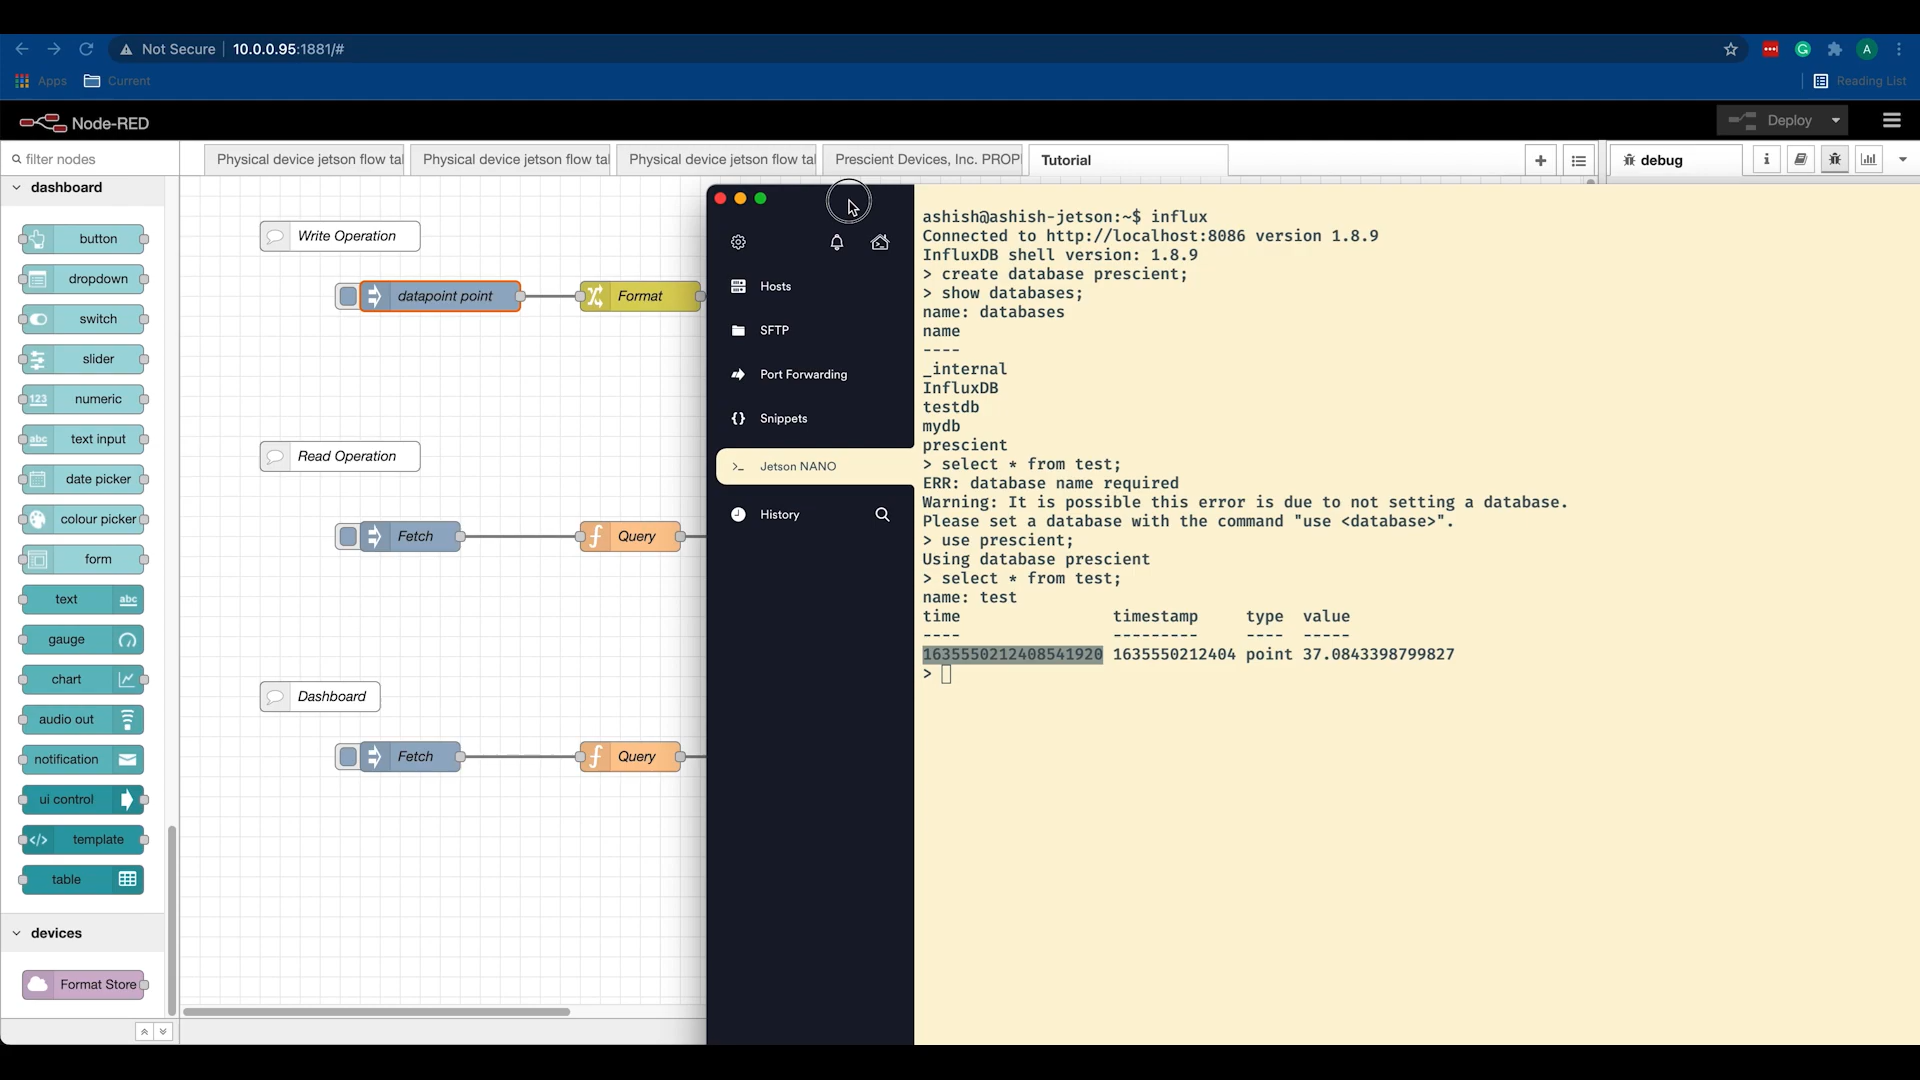 Not Secure 10.0.0.95:1881/# A
Apps Current Reading List
Node-RED Deploy
filter nodes Physical device jetson flow tal Physical device jetson flow tal Physical device jetson flow tal Prescient Devices, Inc. PROP Tutorial debug i
dashboard
button
dropdown
switch
slider
123 numeric
abc text input
date picker
colour picker
form
text abc
gauge
chart
audio out
notification
ui control
</> template
table
devices
Format Store
Write Operation
datapoint point Format
Read Operation
Fetch Query
Dashboard
Fetch Query
Hosts
SFTP
Port Forwarding
{} Snippets
>_ Jetson NANO
History
ashish@ashish-jetson:~$ influx
Connected to http://localhost:8086 version 1.8.9
InfluxDB shell version: 1.8.9
> create database prescient;
> show databases;
name: databases
name
----
_internal
InfluxDB
testdb
mydb
prescient
> select * from test;
ERR: database name required
Warning: It is possible this error is due to not setting a database.
Please set a database with the command "use <database>".
> use prescient;
Using database prescient
> select * from test;
name: test
time timestamp type value
---- --------- ---- -----
1635550212408541920 1635550212404 point 37.0843398799827
>